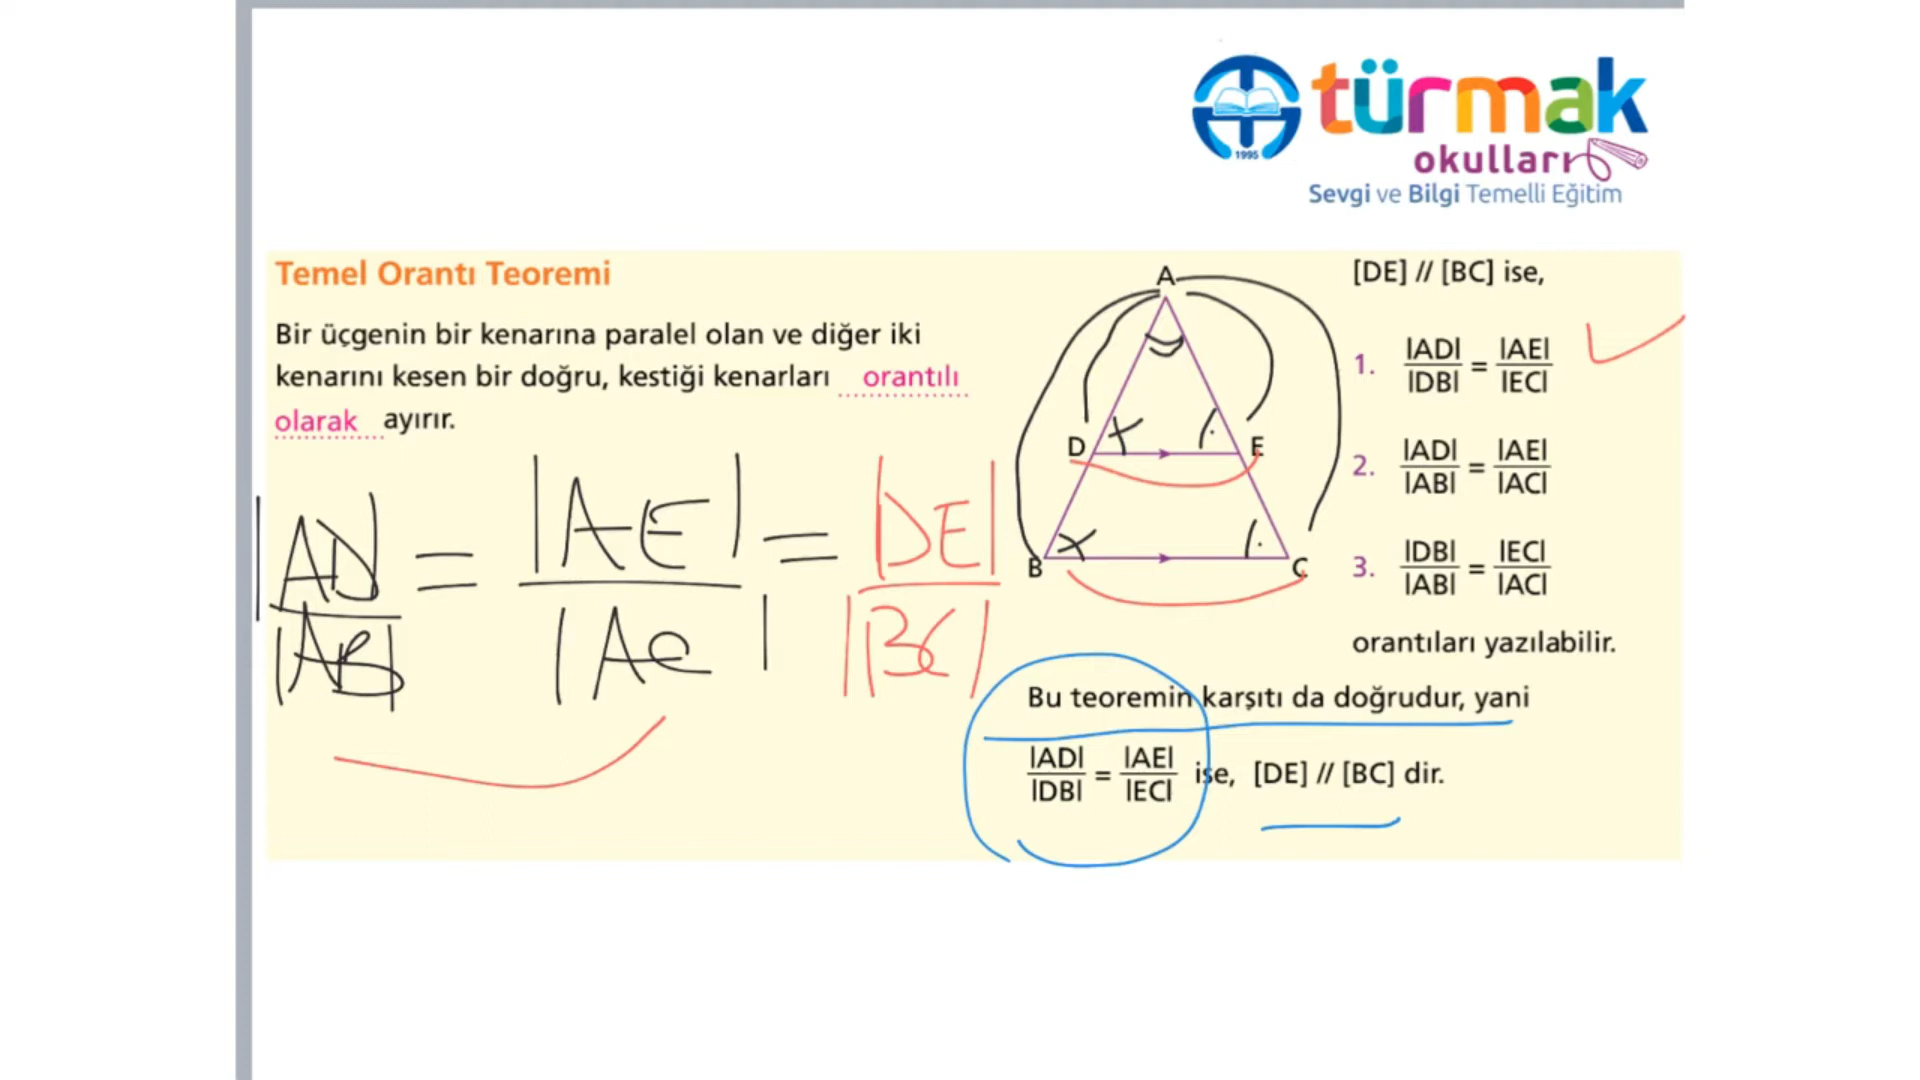 1995
türmak
okulları
Sevgi ve Bilgi Temelli Eğitim
Temel Orantı Teoremi
Bir üçgenin bir kenarına paralel olan ve diğer iki
kenarını kesen bir doğru, kestiği kenarları orantılı
olarak ayırır.
|AD|/|AB| = |AE|/|AC| = |DE|/|BC|
A
D
E
B
C
x
x
[DE] // [BC] ise,
1. |AD|/|DB| = |AE|/|EC|
2. |AD|/|AB| = |AE|/|AC|
3. |DB|/|AB| = |EC|/|AC|
orantıları yazılabilir.
Bu teoremin karşıtı da doğrudur, yani
|AD|/|DB| = |AE|/|EC| ise, [DE] // [BC] dir.